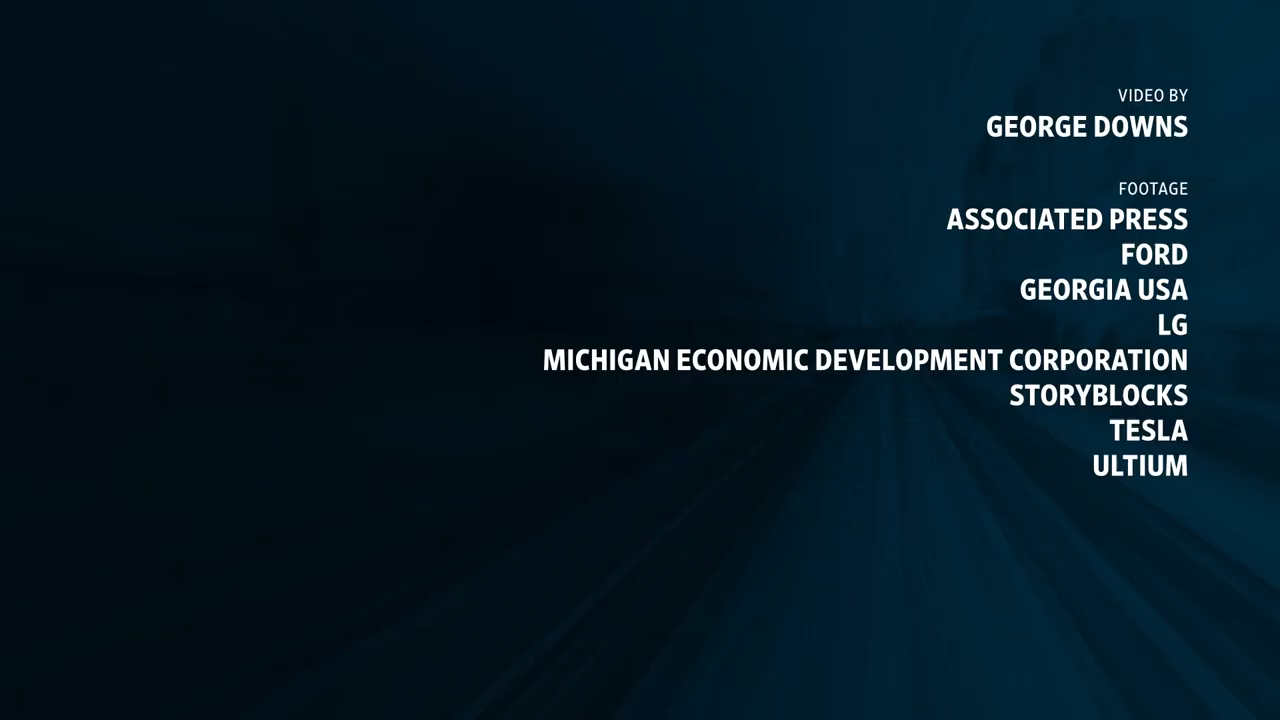 VIDEO BY
GEORGE DOWNS
FOOTAGE
ASSOCIATED PRESS
FORD
GEORGIA USA
LG
MICHIGAN ECONOMIC DEVELOPMENT CORPORATION
STORYBLOCKS
TESLA
ULTIUM